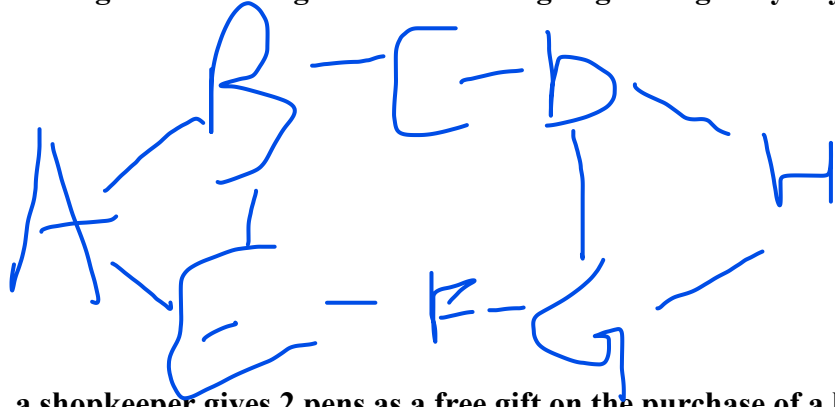 B C D
A H
E F G
a shopkeeper gives 2 pens as a free gift on the purchase of a